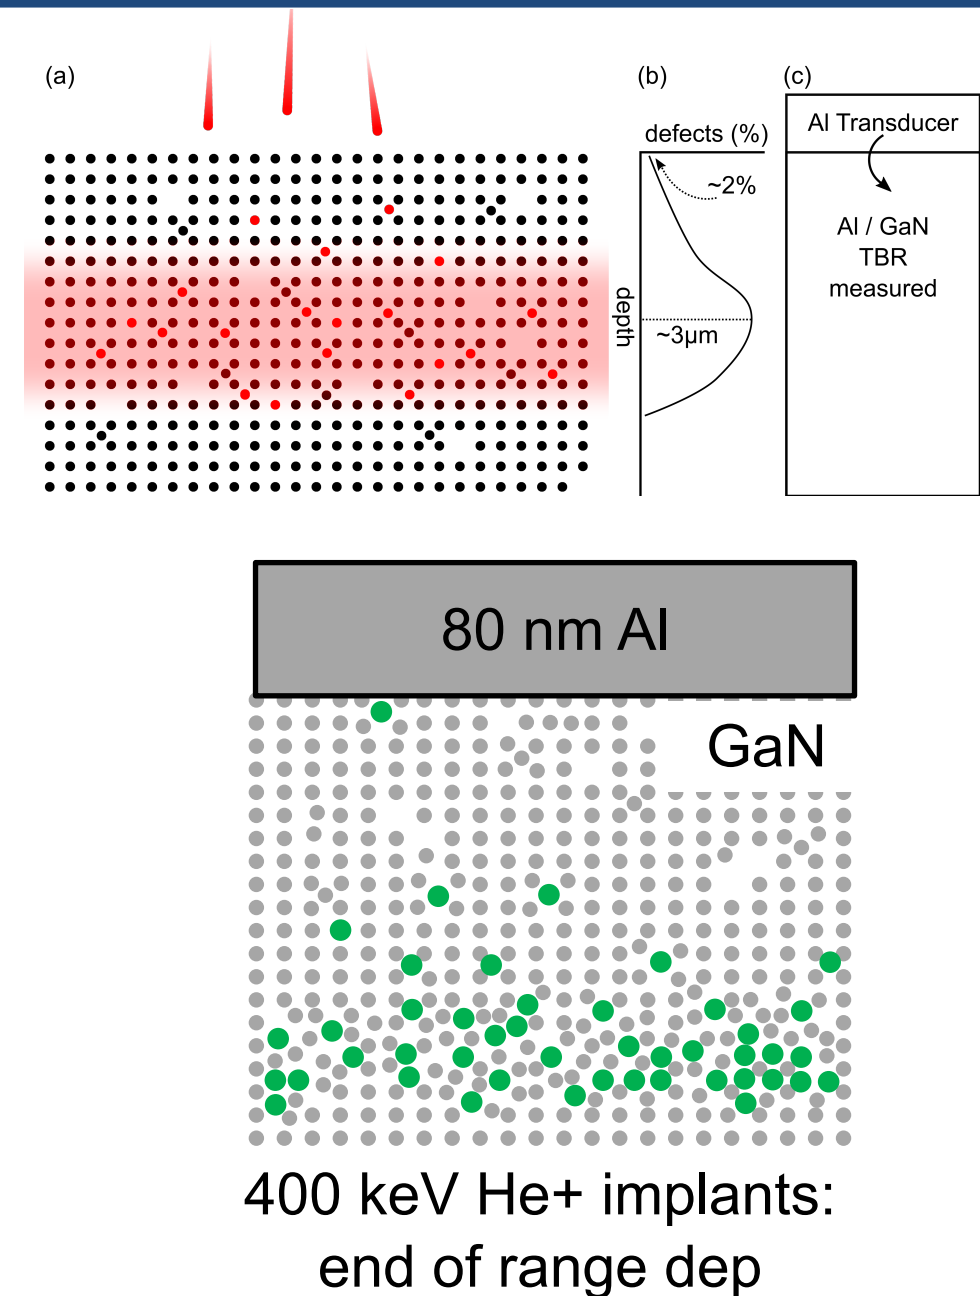 (a)
(b)
(c)
defects (%)
~2%
depth
~3μm
Al Transducer
Al / GaN
TBR
measured
80 nm Al
GaN
400 keV He+ implants:
end of range dep